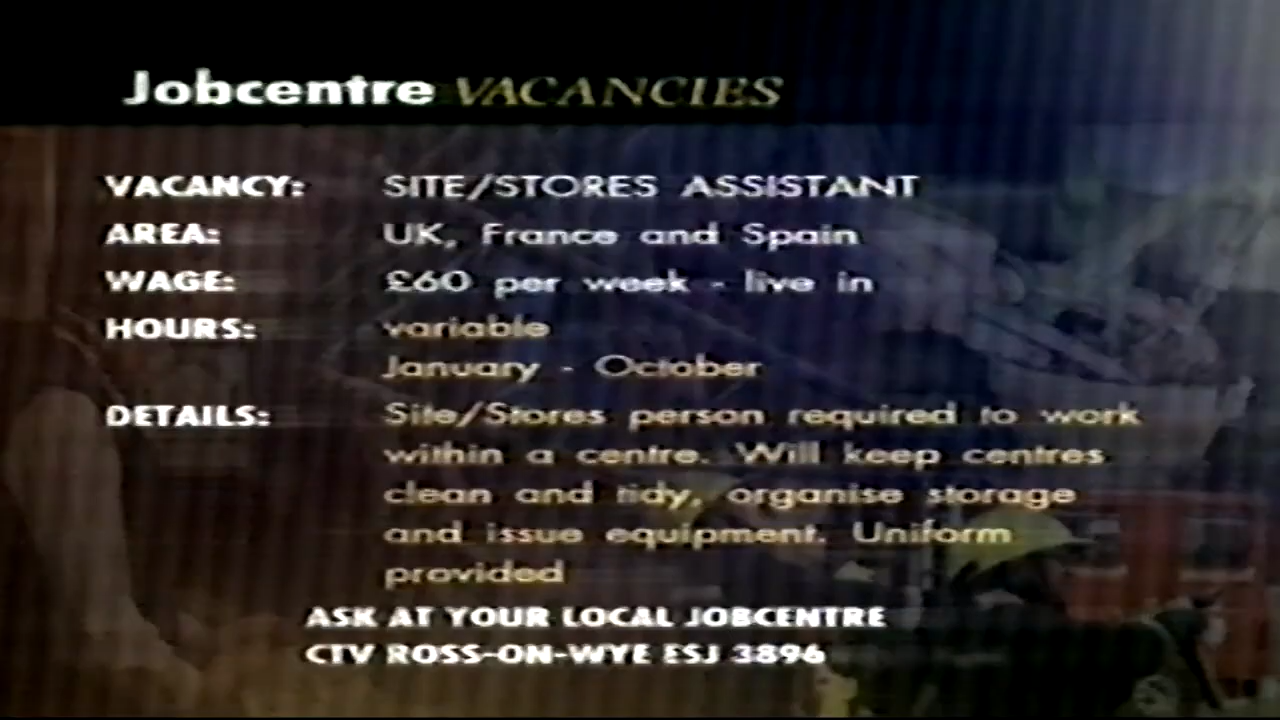 Jobcentre VACANCIES
VACANCY: SITE/STORES ASSISTANT
AREA: UK, France and Spain
WAGE: £60 per week - live in
HOURS: variable
January - October
DETAILS: Site/Stores person required to work
within a centre. Will keep centres
clean and tidy, organise storage
and issue equipment. Uniform
provided
ASK AT YOUR LOCAL JOBCENTRE
CTV ROSS-ON-WYE ESJ 3896